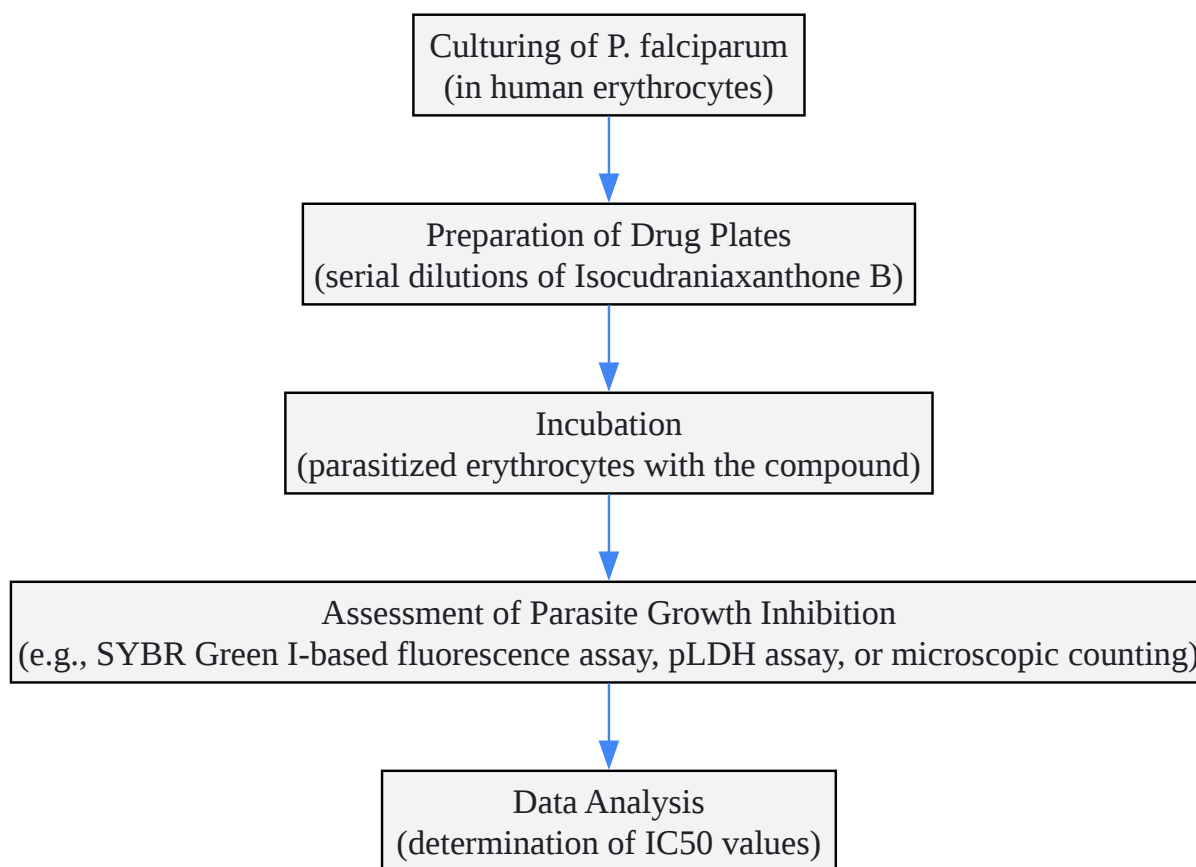 Culturing of P. falciparum
(in human erythrocytes)
Preparation of Drug Plates
(serial dilutions of Isocudraniaxanthone B)
Incubation
(parasitized erythrocytes with the compound)
Assessment of Parasite Growth Inhibition
(e.g., SYBR Green I-based fluorescence assay, pLDH assay, or microscopic counting)
Data Analysis
(determination of IC50 values)